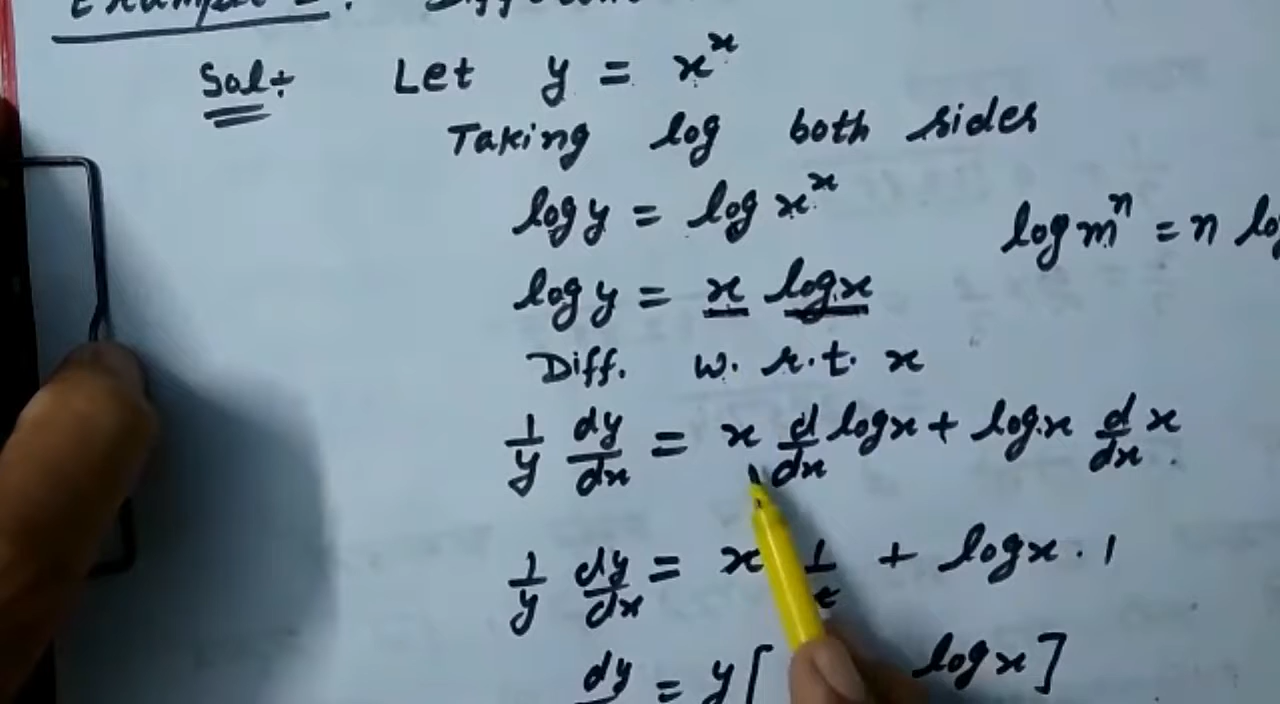 Example
Sol:
Let y = x^x
Taking log both sides
log y = log x^x
log m^n = n
log y = x log x
Diff. w.r.t. x
1/y dy/dx = x d/dx log x + log x d/dx x.
1/y dy/dx = x 1/ + log x . 1
dy = y [ log x ]